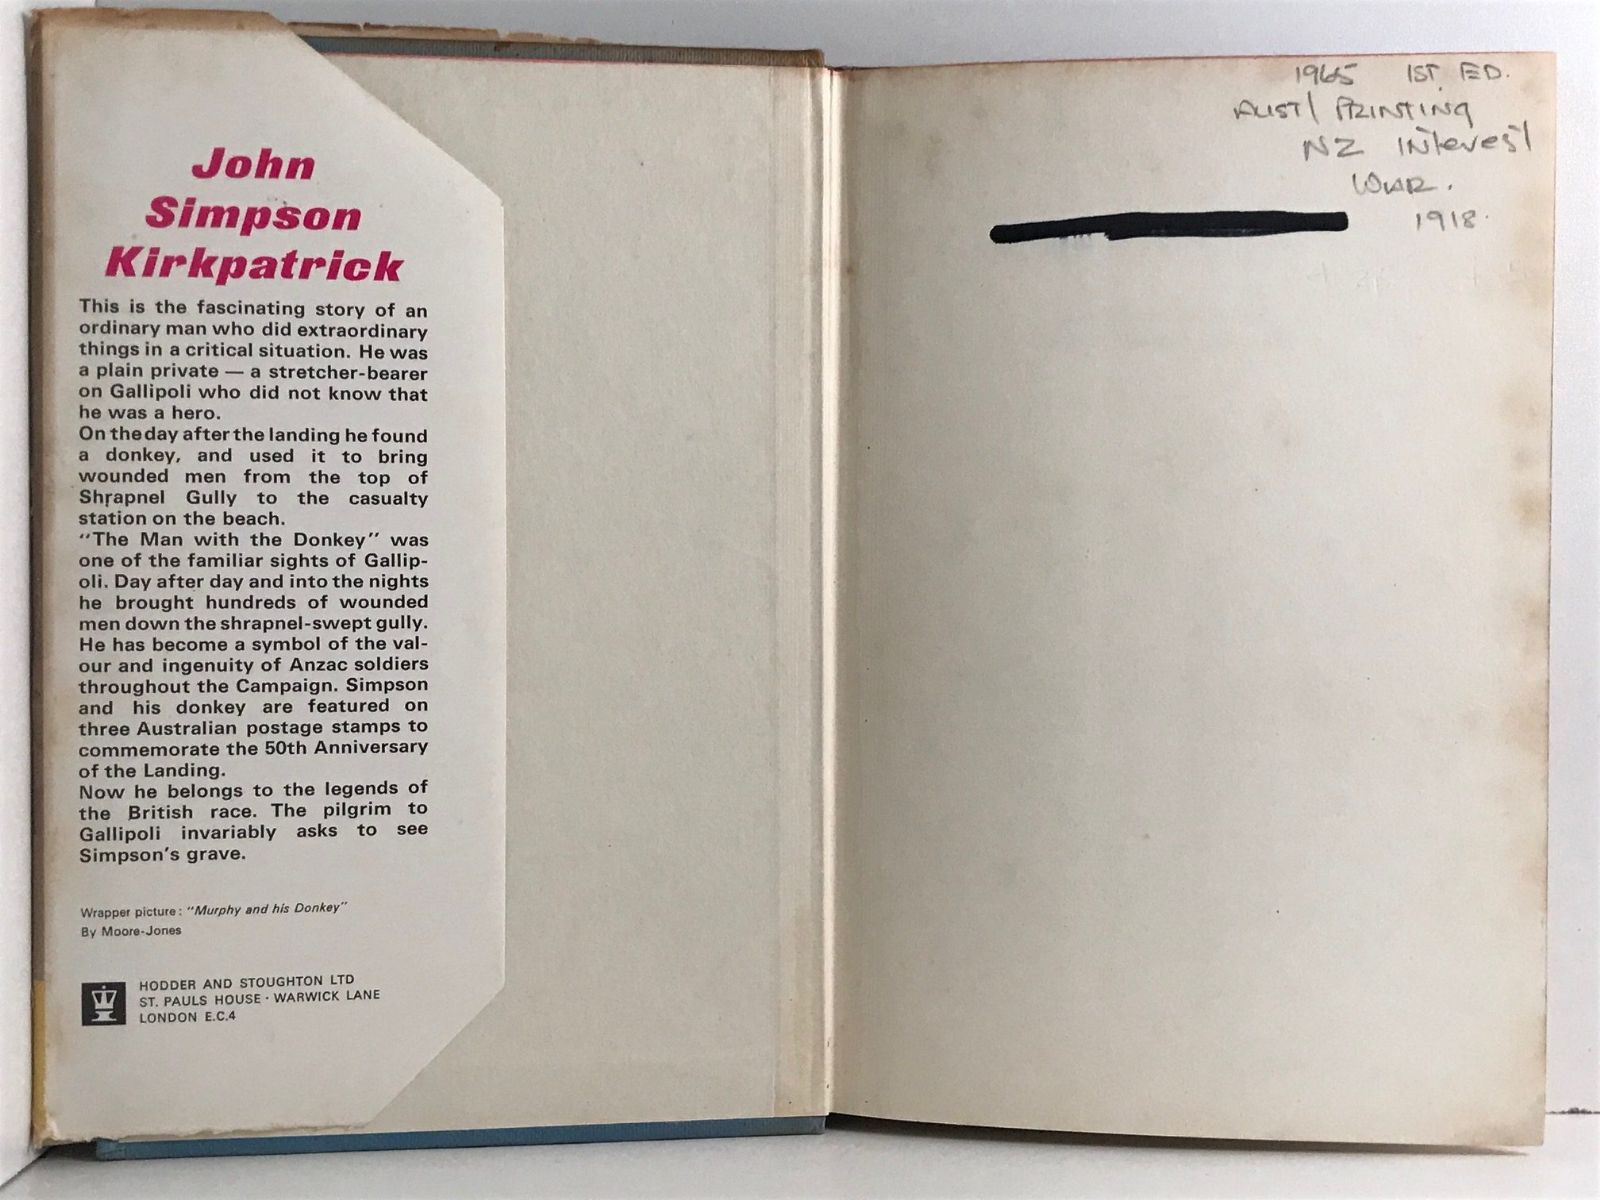 John
Simpson
Kirkpatrick
This is the fascinating story of an
ordinary man who did extraordinary
things in a critical situation. He was
a plain private — a stretcher-bearer
on Gallipoli who did not know that
he was a hero.
On the day after the landing he found
a donkey, and used it to bring
wounded men from the top of
Shrapnel Gully to the casualty
station on the beach.
“The Man with the Donkey” was
one of the familiar sights of Gallip-
oli. Day after day and into the nights
he brought hundreds of wounded
men down the shrapnel-swept gully.
He has become a symbol of the val-
our and ingenuity of Anzac soldiers
throughout the Campaign. Simpson
and his donkey are featured on
three Australian postage stamps to
commemorate the 50th Anniversary
of the Landing.
Now he belongs to the legends of
the British race. The pilgrim to
Gallipoli invariably asks to see
Simpson's grave.
Wrapper picture: “Murphy and his Donkey”
By Moore-Jones
HODDER AND STOUGHTON LTD
ST. PAULS HOUSE · WARWICK LANE
LONDON E.C.4
1965 1ST ED.
AUST/ PRINTING
NZ INterest
WAR.
1918.